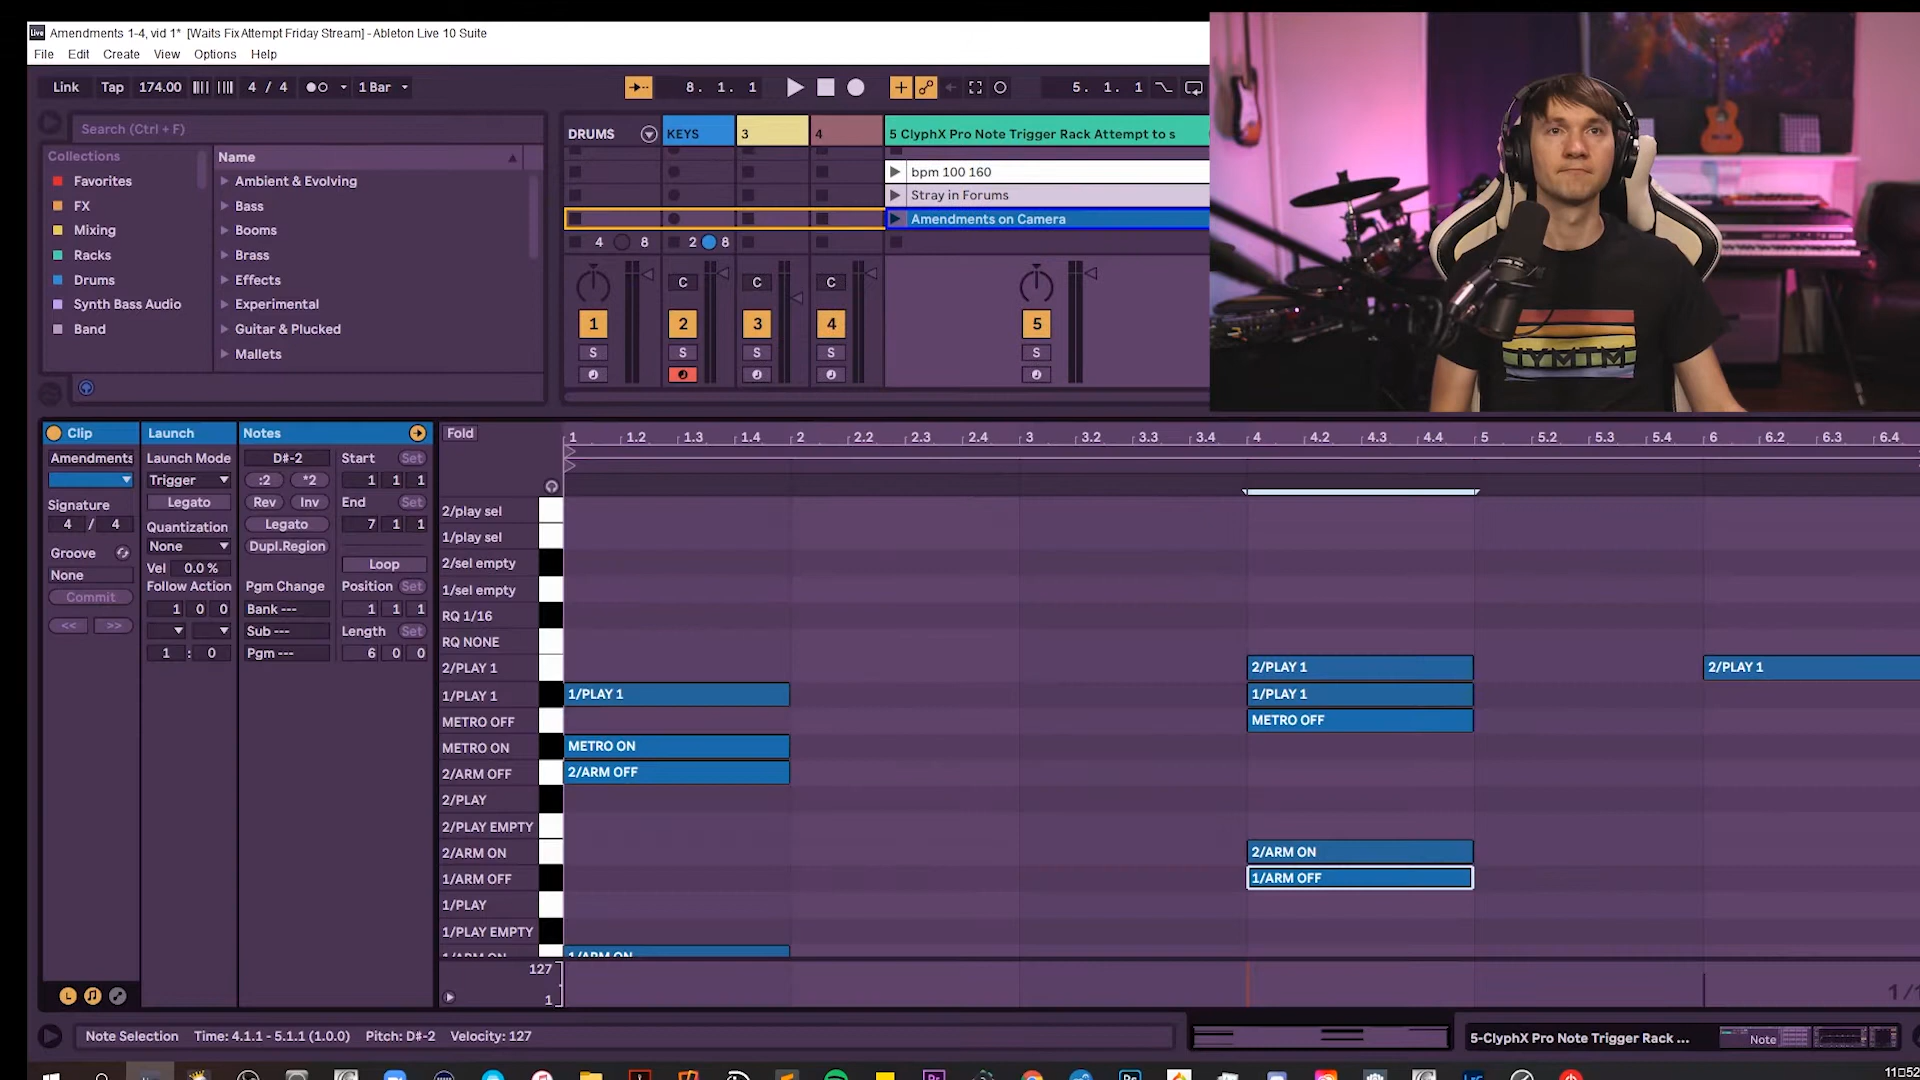 Amendments 1-4, vid 1* [Waits Fix Attempt Friday Stream] - Ableton Live 10 Suite
File Edit Create View Options Help
Link Tap 174.00 4 / 4 1 Bar 8. 1. 1 5. 1. 1
Search (Ctrl + F)
Collections
Favorites
FX
Mixing
Racks
Drums
Synth Bass Audio
Band
Name
Ambient & Evolving
Bass
Booms
Brass
Effects
Experimental
Guitar & Plucked
Mallets
DRUMS KEYS 3 4 5 ClyphX Pro Note Trigger Rack Attempt to s
bpm 100 160
Stray in Forums
Amendments on Camera
4 8 2 8
C C C
1 2 3 4 5
S S S S S
IYMTM
Clip
Amendments
Signature
4 / 4
Groove
None
Commit
<< >>
Launch
Launch Mode
Trigger
Legato
Quantization
None
Vel 0.0 %
Follow Action
1 0 0
1 : 0
Notes
D#-2
:2 *2
Rev Inv
Legato
Dupl.Region
Pgm Change
Bank ---
Sub ---
Pgm ---
Start Set
1 1 1
End Set
7 1 1
Loop
Position Set
1 1 1
Length Set
6 0 0
Fold
1 1.2 1.3 1.4 2 2.2 2.3 2.4 3 3.2 3.3 3.4 4 4.2 4.3 4.4 5 5.2 5.3 5.4 6 6.2 6.3 6.4
2/play sel
1/play sel
2/sel empty
1/sel empty
RQ 1/16
RQ NONE
2/PLAY 1 2/PLAY 1 2/PLAY 1
1/PLAY 1 1/PLAY 1 1/PLAY 1
METRO OFF METRO OFF
METRO ON METRO ON
2/ARM OFF 2/ARM OFF
2/PLAY
2/PLAY EMPTY
2/ARM ON 2/ARM ON
1/ARM OFF 1/ARM OFF
1/PLAY
1/PLAY EMPTY
1/ARM ON 1/ARM ON
127
1
Note Selection Time: 4.1.1 - 5.1.1 (1.0.0) Pitch: D#-2 Velocity: 127
5-ClyphX Pro Note Trigger Rack ... Note